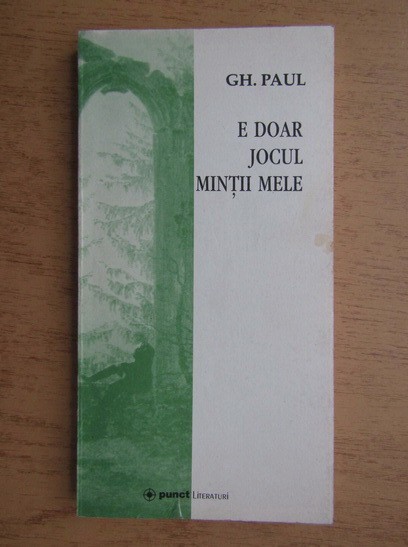 GH. PAUL
E DOAR
JOCUL
MINȚII MELE
punct LITERATURI